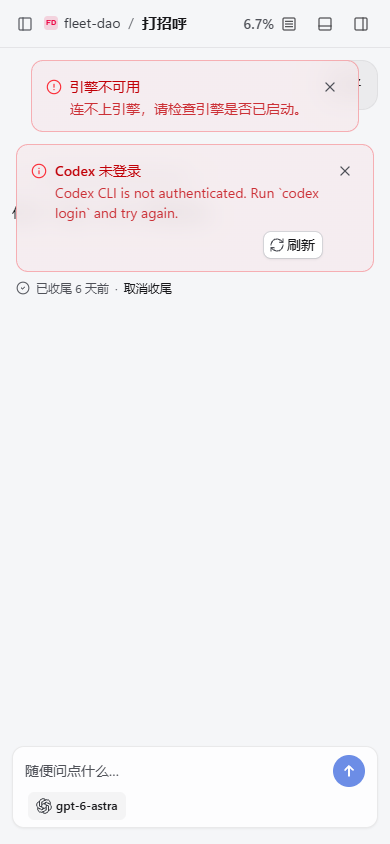 FD fleet-dao / 打招呼 6.7%
引擎不可用
连不上引擎，请检查引擎是否已启动。
Codex 未登录
Codex CLI is not authenticated. Run `codex
login` and try again.
刷新
已收尾 6 天前 · 取消收尾
随便问点什么...
gpt-6-astra